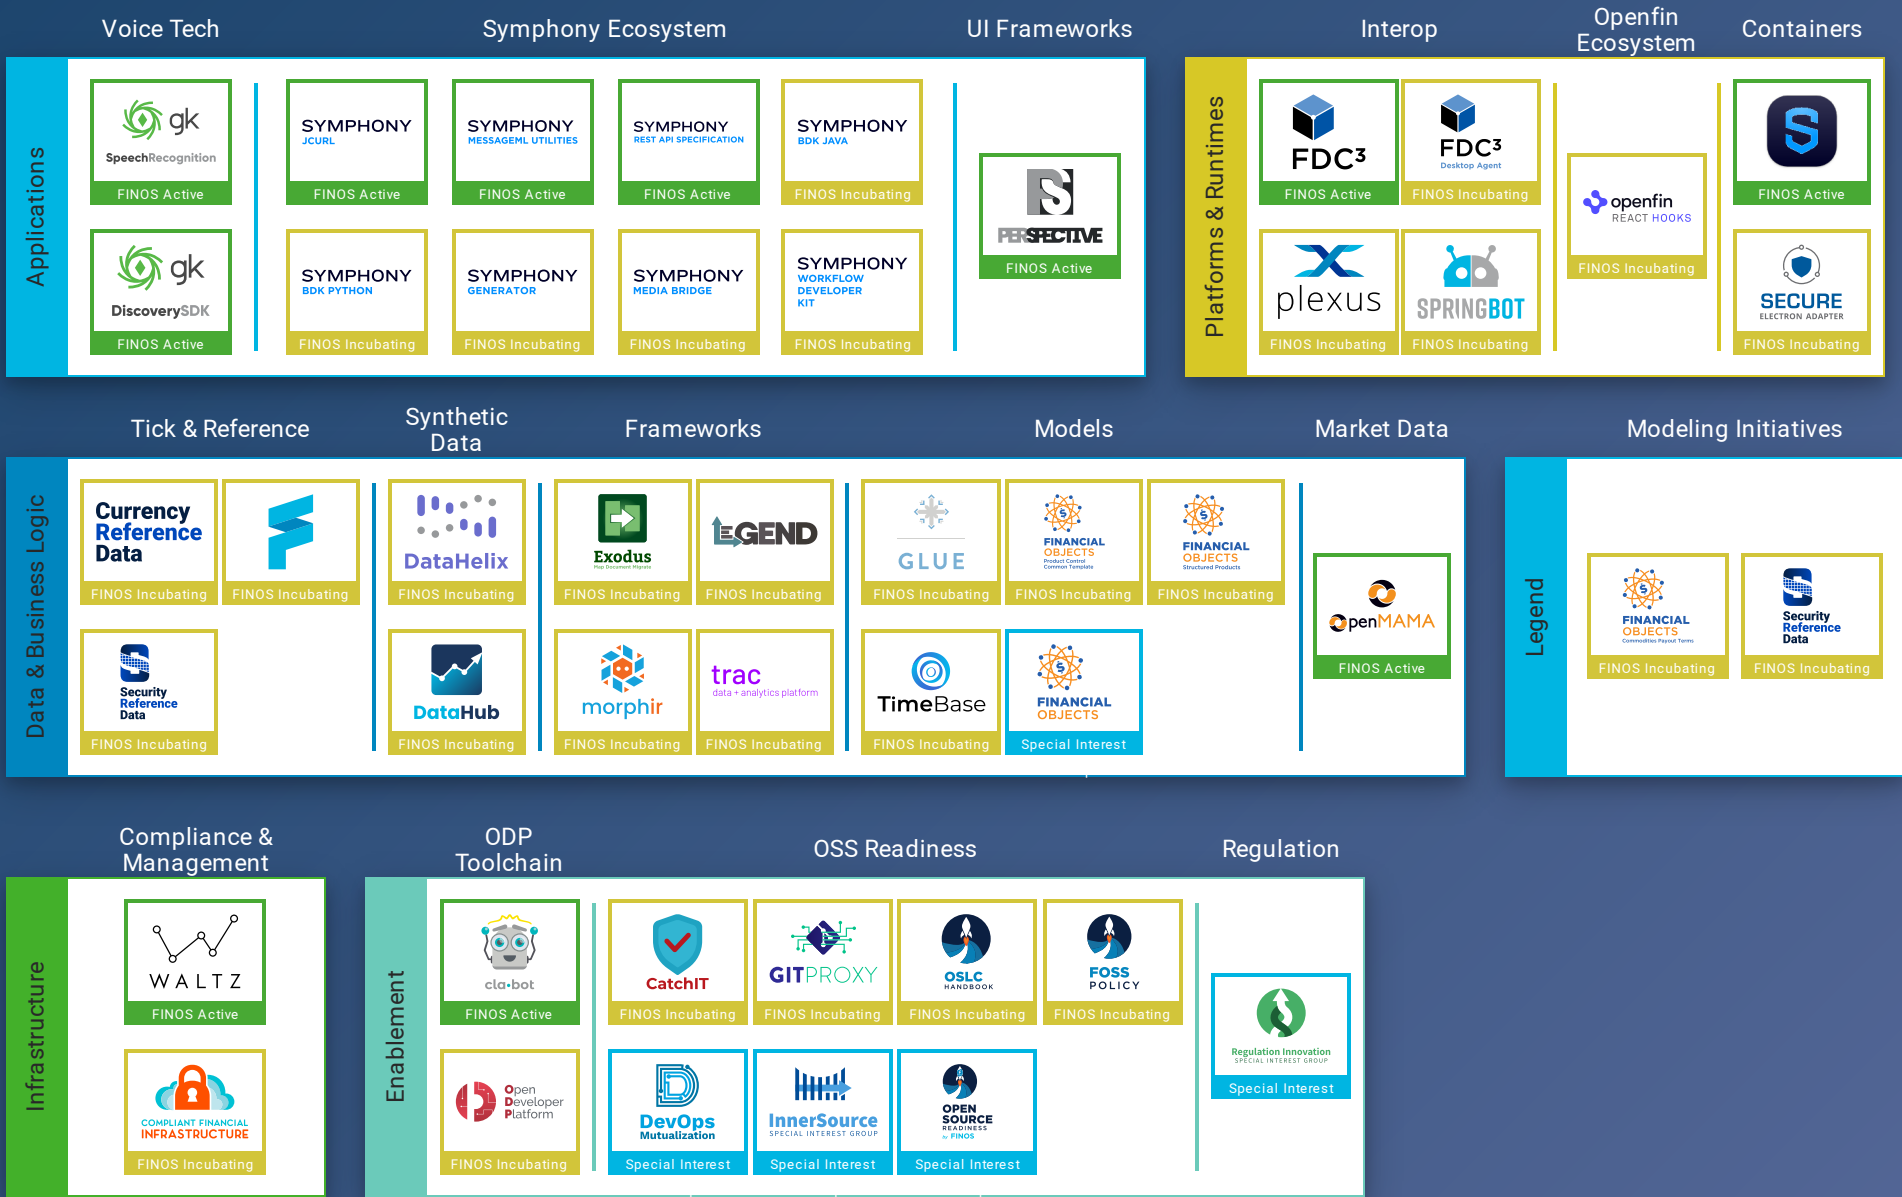 Voice Tech
Symphony Ecosystem
UI Frameworks
Applications
gk
SpeechRecognition
FINOS Active
SYMPHONY
JCURL
FINOS Active
SYMPHONY
MESSAGEML UTILITIES
FINOS Active
SYMPHONY
REST API SPECIFICATION
FINOS Active
SYMPHONY
BDK JAVA
FINOS Incubating
gk
DiscoverySDK
FINOS Active
SYMPHONY
BDK PYTHON
FINOS Incubating
SYMPHONY
GENERATOR
FINOS Incubating
SYMPHONY
MEDIA BRIDGE
FINOS Incubating
SYMPHONY
WORKFLOW
DEVELOPER
KIT
FINOS Incubating
PERSPECTIVE
FINOS Active
Interop
Openfin
Ecosystem
Containers
Platforms & Runtimes
FDC³
FINOS Active
FDC³
Desktop Agent
FINOS Incubating
plexus
FINOS Incubating
SPRINGBOT
FINOS Incubating
openfin
REACT HOOKS
FINOS Incubating
S
FINOS Active
SECURE
ELECTRON ADAPTER
FINOS Incubating
Tick & Reference
Synthetic
Data
Frameworks
Models
Market Data
Data & Business Logic
Currency
Reference
Data
FINOS Incubating
FINOS Incubating
Security
Reference
Data
FINOS Incubating
DataHelix
FINOS Incubating
DataHub
FINOS Incubating
Exodus
Map Document Migrate
FINOS Incubating
LEGEND
FINOS Incubating
morphir
FINOS Incubating
trac
data + analytics platform
FINOS Incubating
GLUE
FINOS Incubating
FINANCIAL
OBJECTS
Product Control
Common Template
FINOS Incubating
FINANCIAL
OBJECTS
Structured Products
FINOS Incubating
TimeBase
FINOS Incubating
FINANCIAL
OBJECTS
Special Interest
OpenMAMA
FINOS Active
Modeling Initiatives
Legend
FINANCIAL
OBJECTS
Commodities Payout Terms
FINOS Incubating
Security
Reference
Data
FINOS Incubating
Compliance &
Management
Infrastructure
WALTZ
FINOS Active
COMPLIANT FINANCIAL
INFRASTRUCTURE
FINOS Incubating
ODP
Toolchain
OSS Readiness
Regulation
Enablement
cla•bot
FINOS Active
Open
Developer
Platform
FINOS Incubating
CatchIT
FINOS Incubating
GITPROXY
FINOS Incubating
OSLC
HANDBOOK
FINOS Incubating
FOSS
POLICY
FINOS Incubating
DevOps
Mutualization
Special Interest
InnerSource
SPECIAL INTEREST GROUP
Special Interest
OPEN
SOURCE
READINESS
by FINOS
Special Interest
Regulation Innovation
SPECIAL INTEREST GROUP
Special Interest